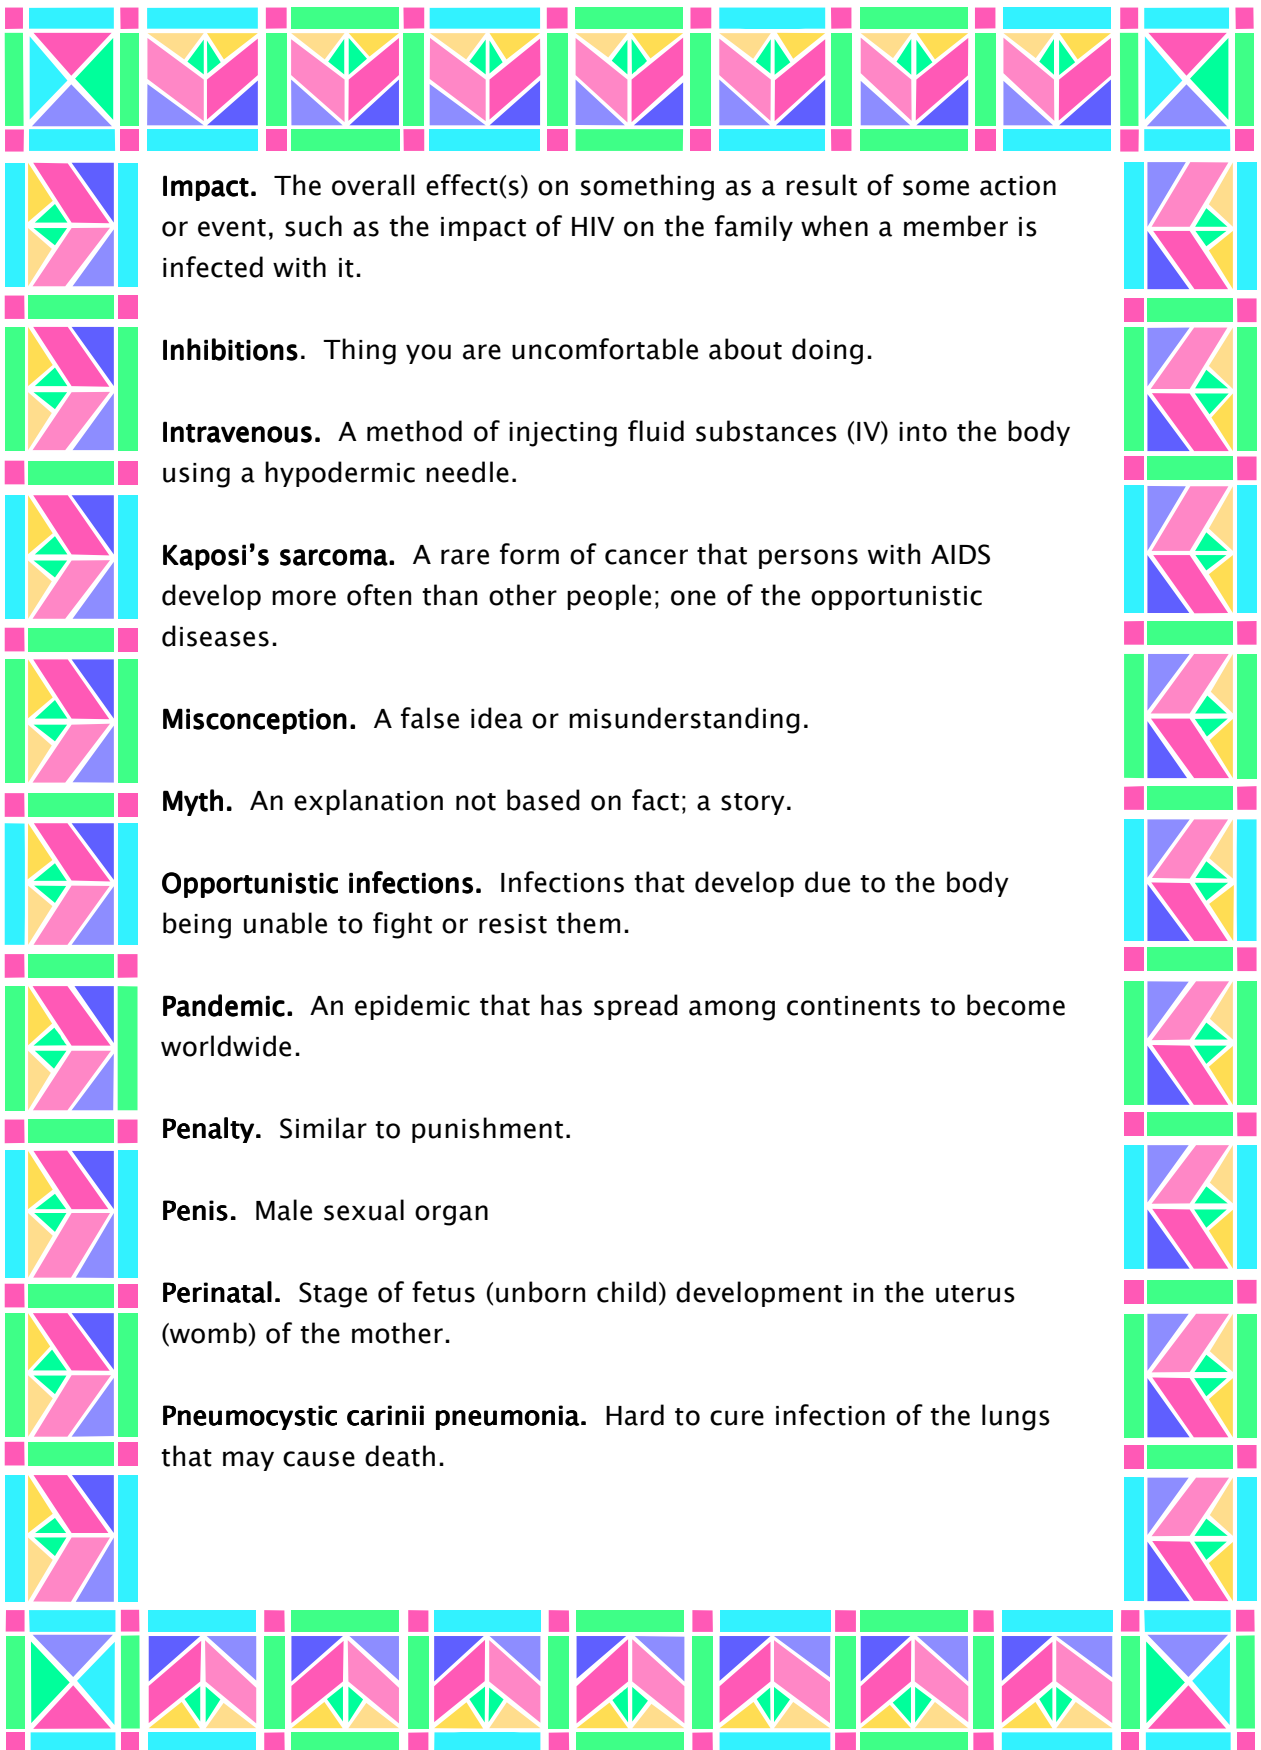 Impact.  The overall effect(s) on something as a result of some action
or event, such as the impact of HIV on the family when a member is
infected with it.
Inhibitions.  Thing you are uncomfortable about doing.
Intravenous.  A method of injecting fluid substances (IV) into the body
using a hypodermic needle.
Kaposi’s sarcoma.  A rare form of cancer that persons with AIDS
develop more often than other people; one of the opportunistic
diseases.
Misconception.  A false idea or misunderstanding.
Myth.  An explanation not based on fact; a story.
Opportunistic infections.  Infections that develop due to the body
being unable to fight or resist them.
Pandemic.  An epidemic that has spread among continents to become
worldwide.
Penalty.  Similar to punishment.
Penis.  Male sexual organ
Perinatal.  Stage of fetus (unborn child) development in the uterus
(womb) of the mother.
Pneumocystic carinii pneumonia.  Hard to cure infection of the lungs
that may cause death.